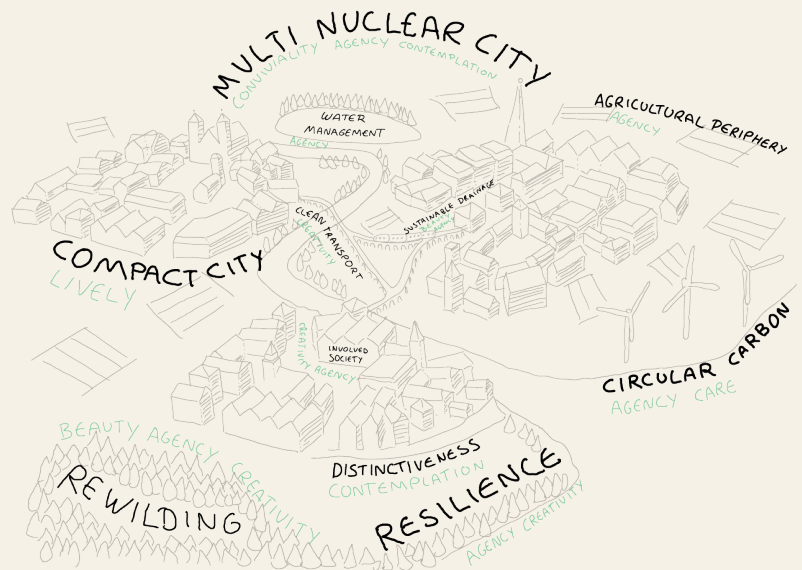 MULTI NUCLEAR CITY
CONVIVIALITY AGENCY CONTEMPLATION
AGRICULTURAL PERIPHERY
AGENCY
WATER
MANAGEMENT
AGENCY
SUSTAINABLE DRAINAGE
BEAUTY
CLEAN TRANSPORT
CREATIVITY
COMPACT CITY
LIVELY
INVOLVED
SOCIETY
CREATIVITY AGENCY
CIRCULAR CARBON
AGENCY CARE
BEAUTY AGENCY CREATIVITY
REWILDING
DISTINCTIVENESS
CONTEMPLATION
RESILIENCE
AGENCY CREATIVITY